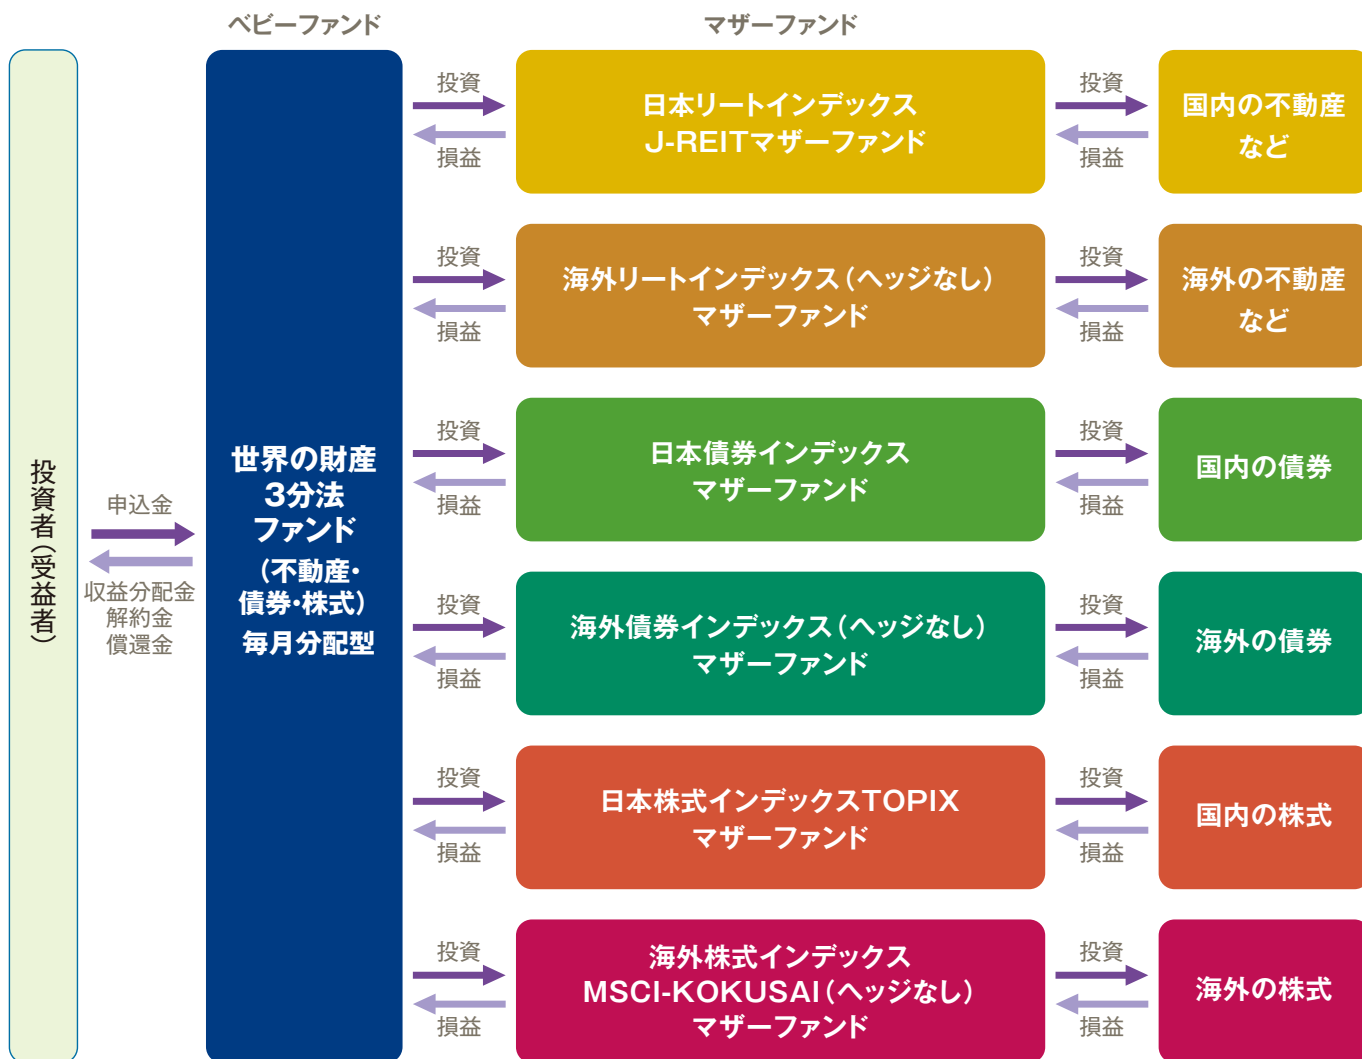 ベビーファンド
マザーファンド
投資者(受益者)
申込金
収益分配金
解約金
償還金
世界の財産
3分法
ファンド
(不動産・
債券・株式)
毎月分配型
投資
損益
日本リートインデックス
J-REITマザーファンド
投資
損益
国内の不動産
など
投資
損益
海外リートインデックス(ヘッジなし)
マザーファンド
投資
損益
海外の不動産
など
投資
損益
日本債券インデックス
マザーファンド
投資
損益
国内の債券
投資
損益
海外債券インデックス(ヘッジなし)
マザーファンド
投資
損益
海外の債券
投資
損益
日本株式インデックスTOPIX
マザーファンド
投資
損益
国内の株式
投資
損益
海外株式インデックス
MSCI-KOKUSAI(ヘッジなし)
マザーファンド
投資
損益
海外の株式